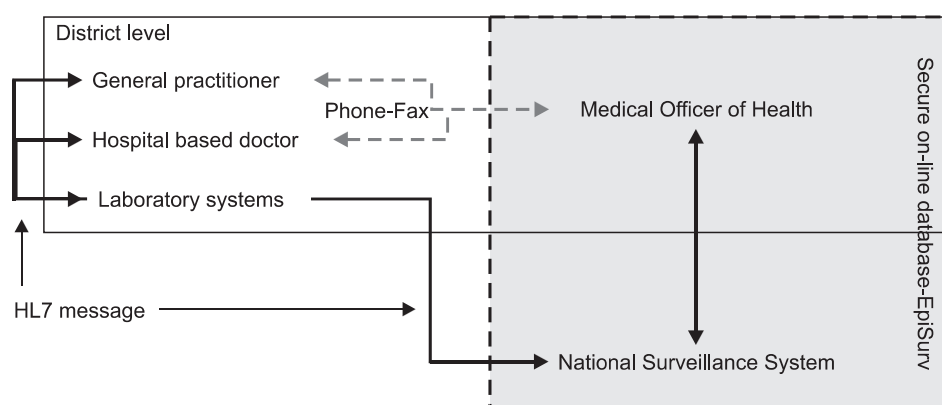 District level
General practitioner
Phone-Fax
Medical Officer of Health
Hospital based doctor
Laboratory systems
HL7 message
National Surveillance System
Secure on-line database-EpiSurv